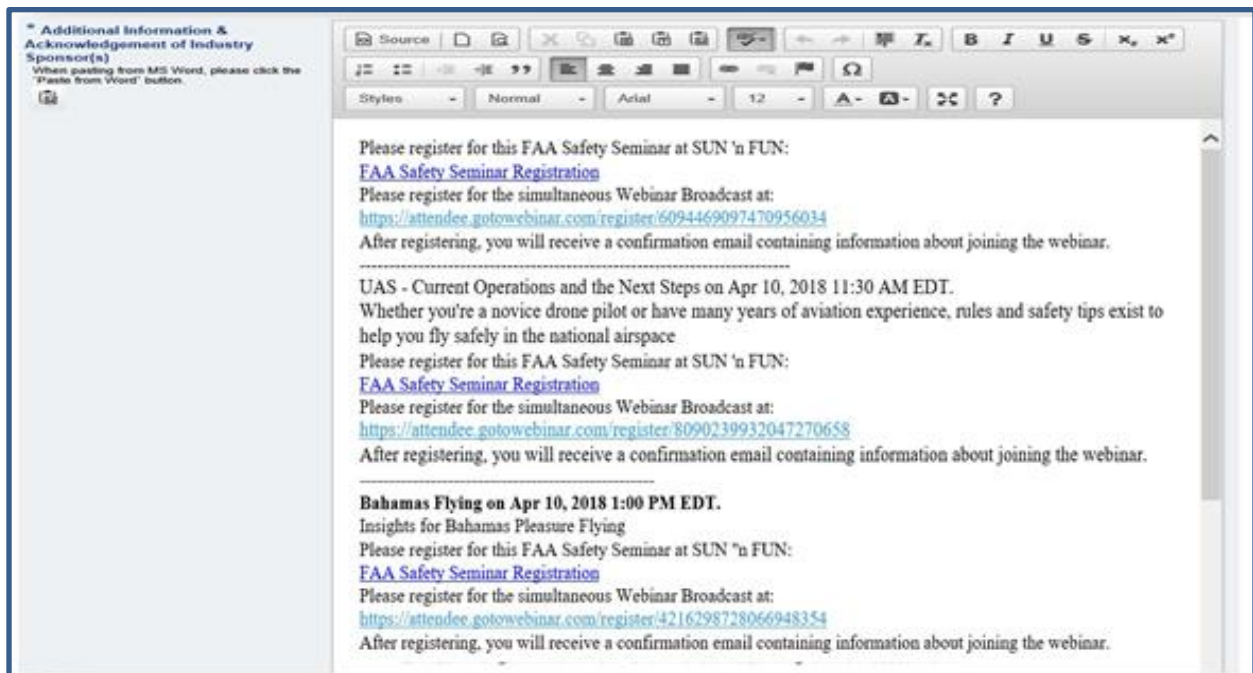 * Additional Information &
Acknowledgement of Industry
Sponsor(s)
When pasting from MS Word, please click the
'Paste from Word' button.
Source
B I U S x₂ x²
Styles Normal Arial 12 A A ?
Please register for this FAA Safety Seminar at SUN 'n FUN:
FAA Safety Seminar Registration
Please register for the simultaneous Webinar Broadcast at:
https://attendee.gotowebinar.com/register/6094469097470956034
After registering, you will receive a confirmation email containing information about joining the webinar.
------------------------------------------------------------------------
UAS - Current Operations and the Next Steps on Apr 10, 2018 11:30 AM EDT.
Whether you're a novice drone pilot or have many years of aviation experience, rules and safety tips exist to
help you fly safely in the national airspace
Please register for this FAA Safety Seminar at SUN 'n FUN:
FAA Safety Seminar Registration
Please register for the simultaneous Webinar Broadcast at:
https://attendee.gotowebinar.com/register/8090239932047270658
After registering, you will receive a confirmation email containing information about joining the webinar.
--------------------------------------------------
Bahamas Flying on Apr 10, 2018 1:00 PM EDT.
Insights for Bahamas Pleasure Flying
Please register for this FAA Safety Seminar at SUN "n FUN:
FAA Safety Seminar Registration
Please register for the simultaneous Webinar Broadcast at:
https://attendee.gotowebinar.com/register/4216298728066948354
After registering, you will receive a confirmation email containing information about joining the webinar.